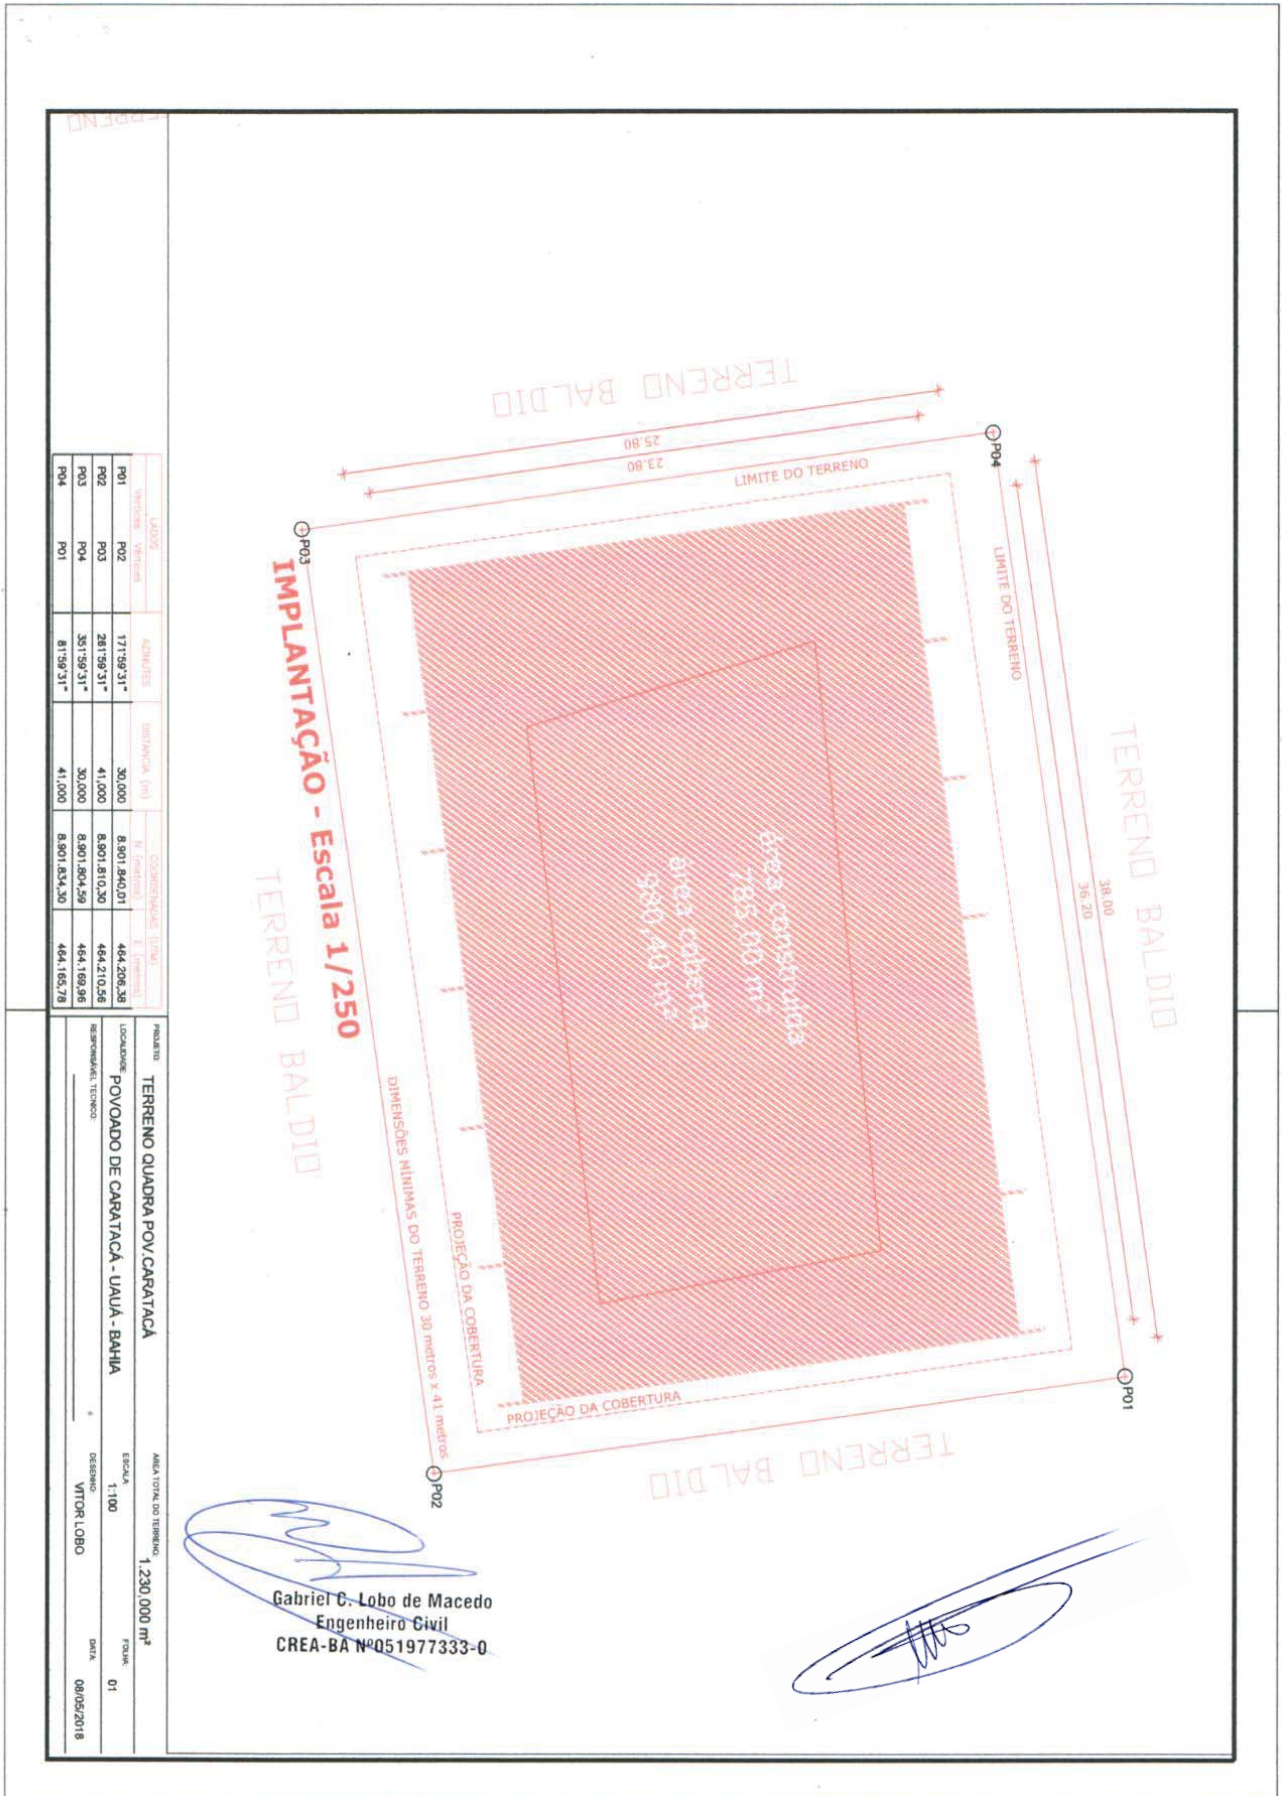 TERRENO
TERRENO BALDIO
38.00
36.20
TERRENO BALDIO
25.80
23.80
LIMITE DO TERRENO
LIMITE DO TERRENO
P04
P01
P03
P02
área construída
785,00 m²
área coberta
980,40 m²
PROJEÇÃO DA COBERTURA
PROJEÇÃO DA COBERTURA
DIMENSÕES MÍNIMAS DO TERRENO 30 metros x 41 metros
TERRENO BALDIO
IMPLANTAÇÃO - Escala 1/250
TERRENO BALDIO
Gabriel C. Lobo de Macedo
Engenheiro Civil
CREA-BA Nº051977333-0
LADOS AZIMUTES DISTANCIA (m) COORDENADAS (UTM)
Vértices Vértices N (metros) E (metros)
P01 P02 171°59'31" 30,000 8.901.840,01 464.206,38
P02 P03 261°59'31" 41,000 8.901.810,30 464.210,56
P03 P04 351°59'31" 30,000 8.901.804,59 464.169,96
P04 P01 81°59'31" 41,000 8.901.834,30 464.165,78
PROJETO: TERRENO QUADRA POV.CARATACÁ
AREA TOTAL DO TERRENO: 1.230,000 m²
LOCALIDADE: POVOADO DE CARATACÁ - UAUÁ - BAHIA
ESCALA: 1:100
FOLHA: 01
RESPONSÁVEL TECNICO:
DESENHO: VITOR LOBO
DATA: 08/05/2018